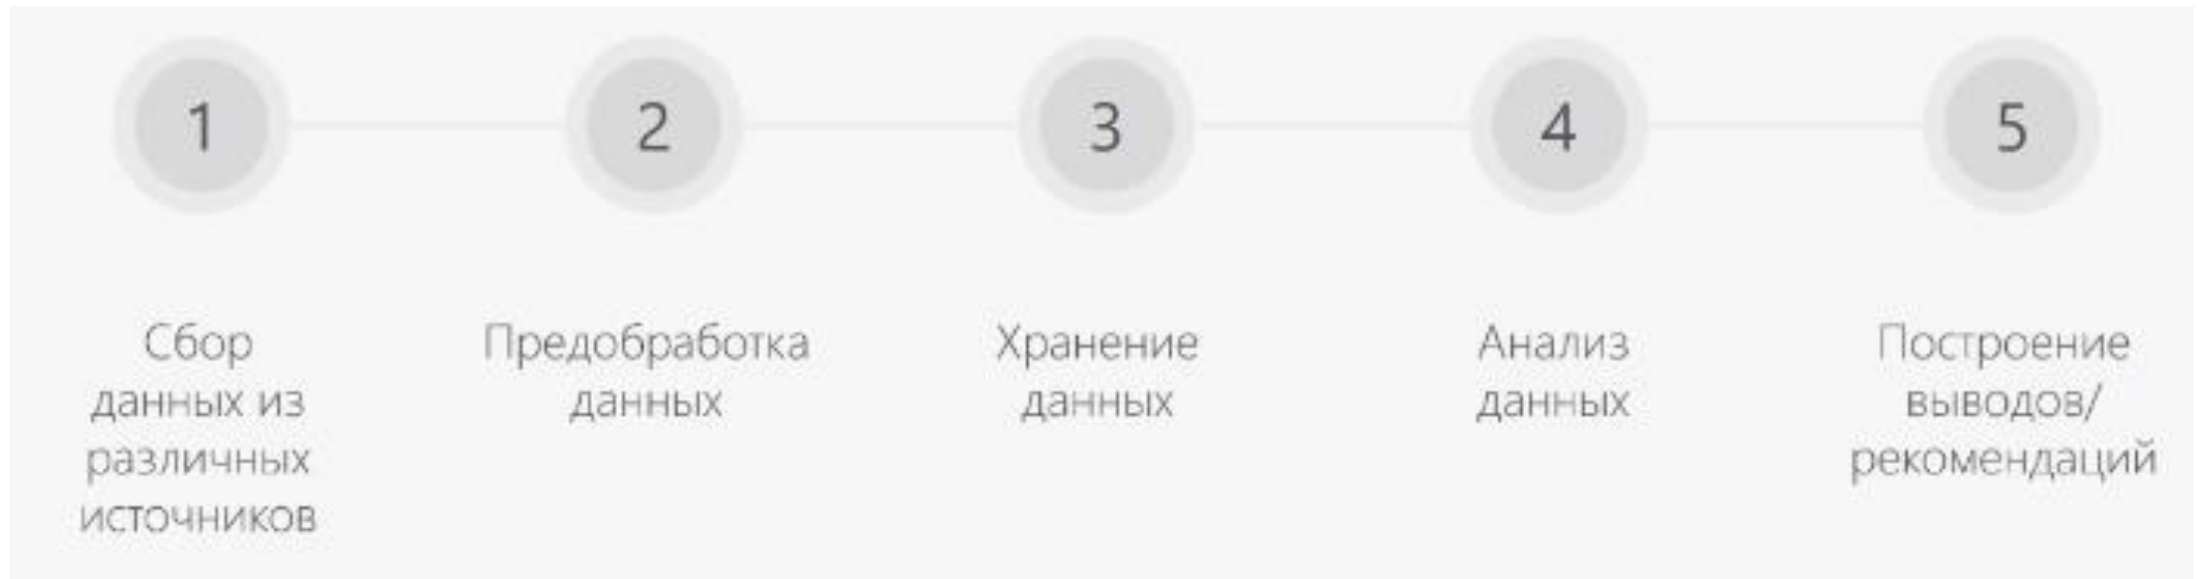 1
2
3
4
5
Сбор
данных из
различных
источников
Предобработка
данных
Хранение
данных
Анализ
данных
Построение
выводов/
рекомендаций